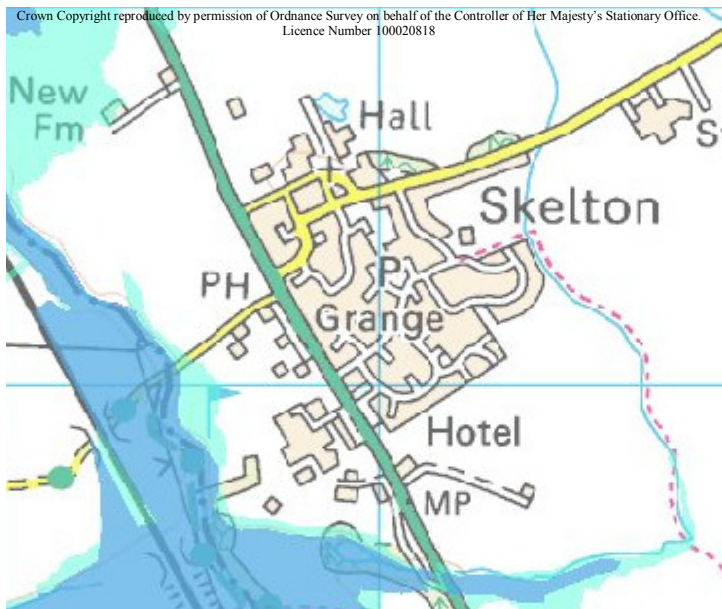 Crown Copyright reproduced by permission of Ordnance Survey on behalf of the Controller of Her Majesty's Stationary Office.
Licence Number 100020818
New
Fm
Hall
Skelton
PH
P
Grange
Hotel
MP